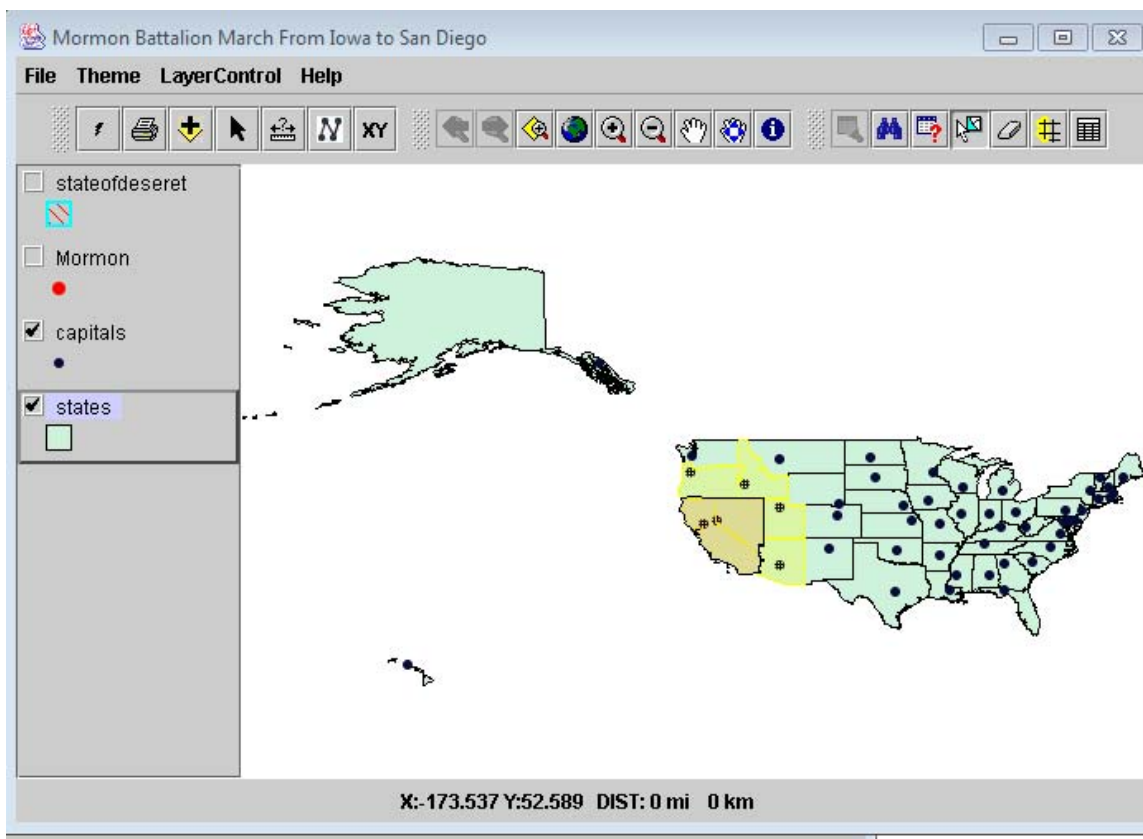 Mormon Battalion March From Iowa to San Diego
File Theme LayerControl Help
XY
stateofdeseret
Mormon
capitals
states
X:-173.537 Y:52.589 DIST: 0 mi 0 km